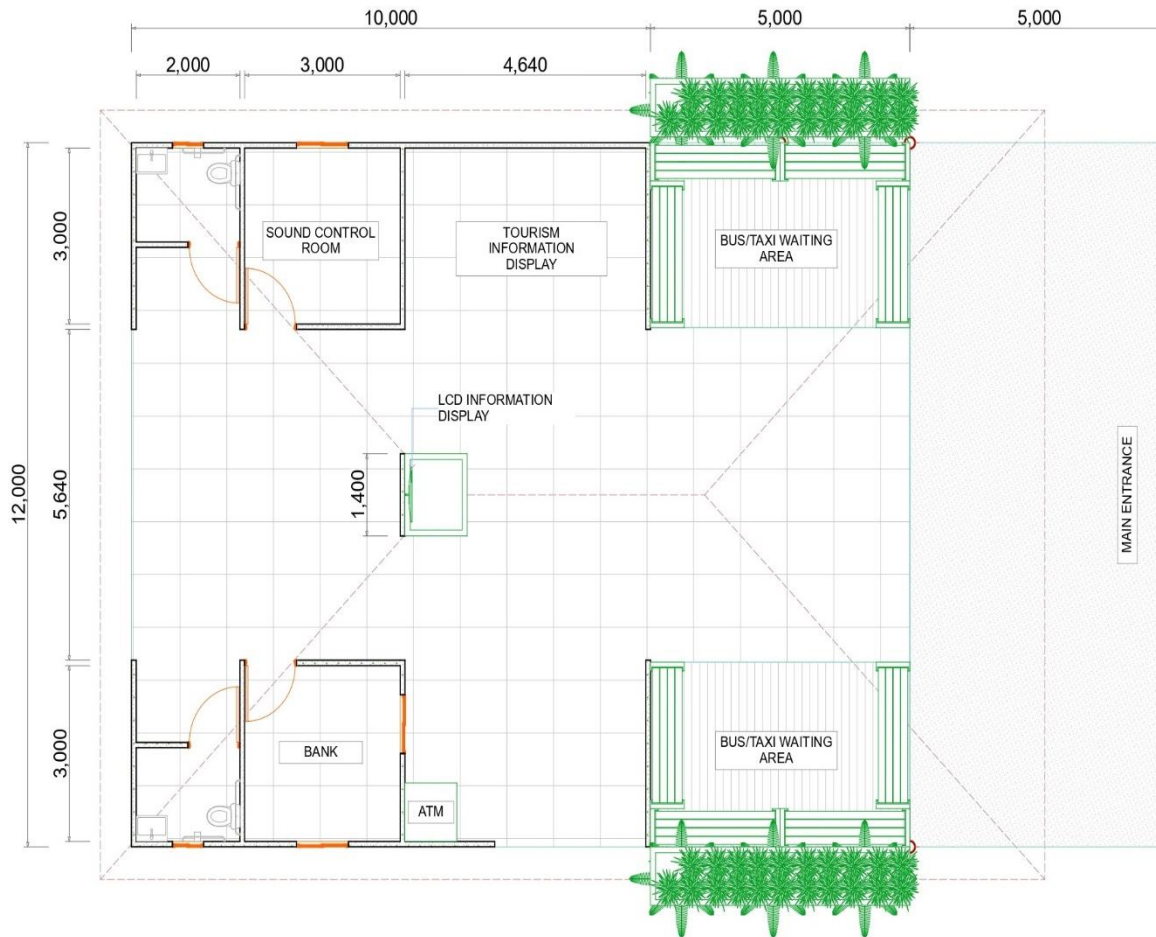 10,000
5,000
5,000
2,000
3,000
4,640
3,000
SOUND CONTROL
ROOM
TOURISM
INFORMATION
DISPLAY
BUS/TAXI WAITING
AREA
LCD INFORMATION
DISPLAY
12,000
5,640
1,400
MAIN ENTRANCE
3,000
BANK
ATM
BUS/TAXI WAITING
AREA